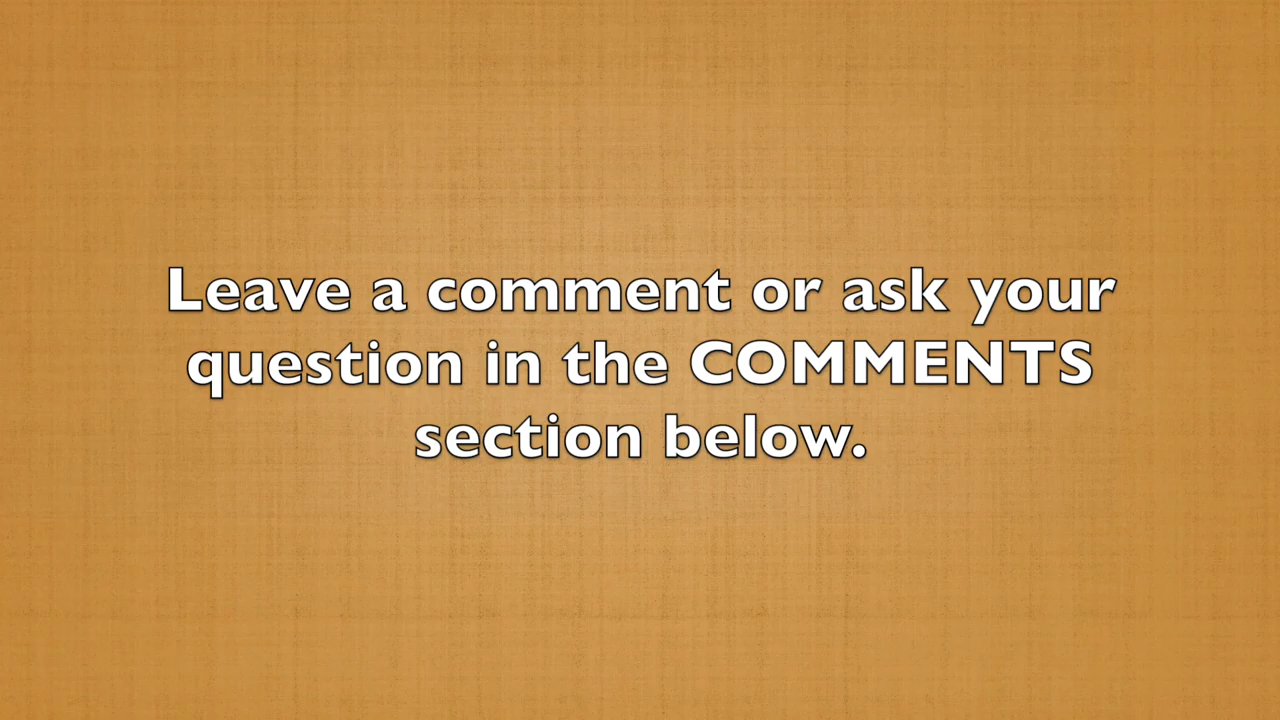 Leave a comment or ask your
question in the COMMENTS
section below.